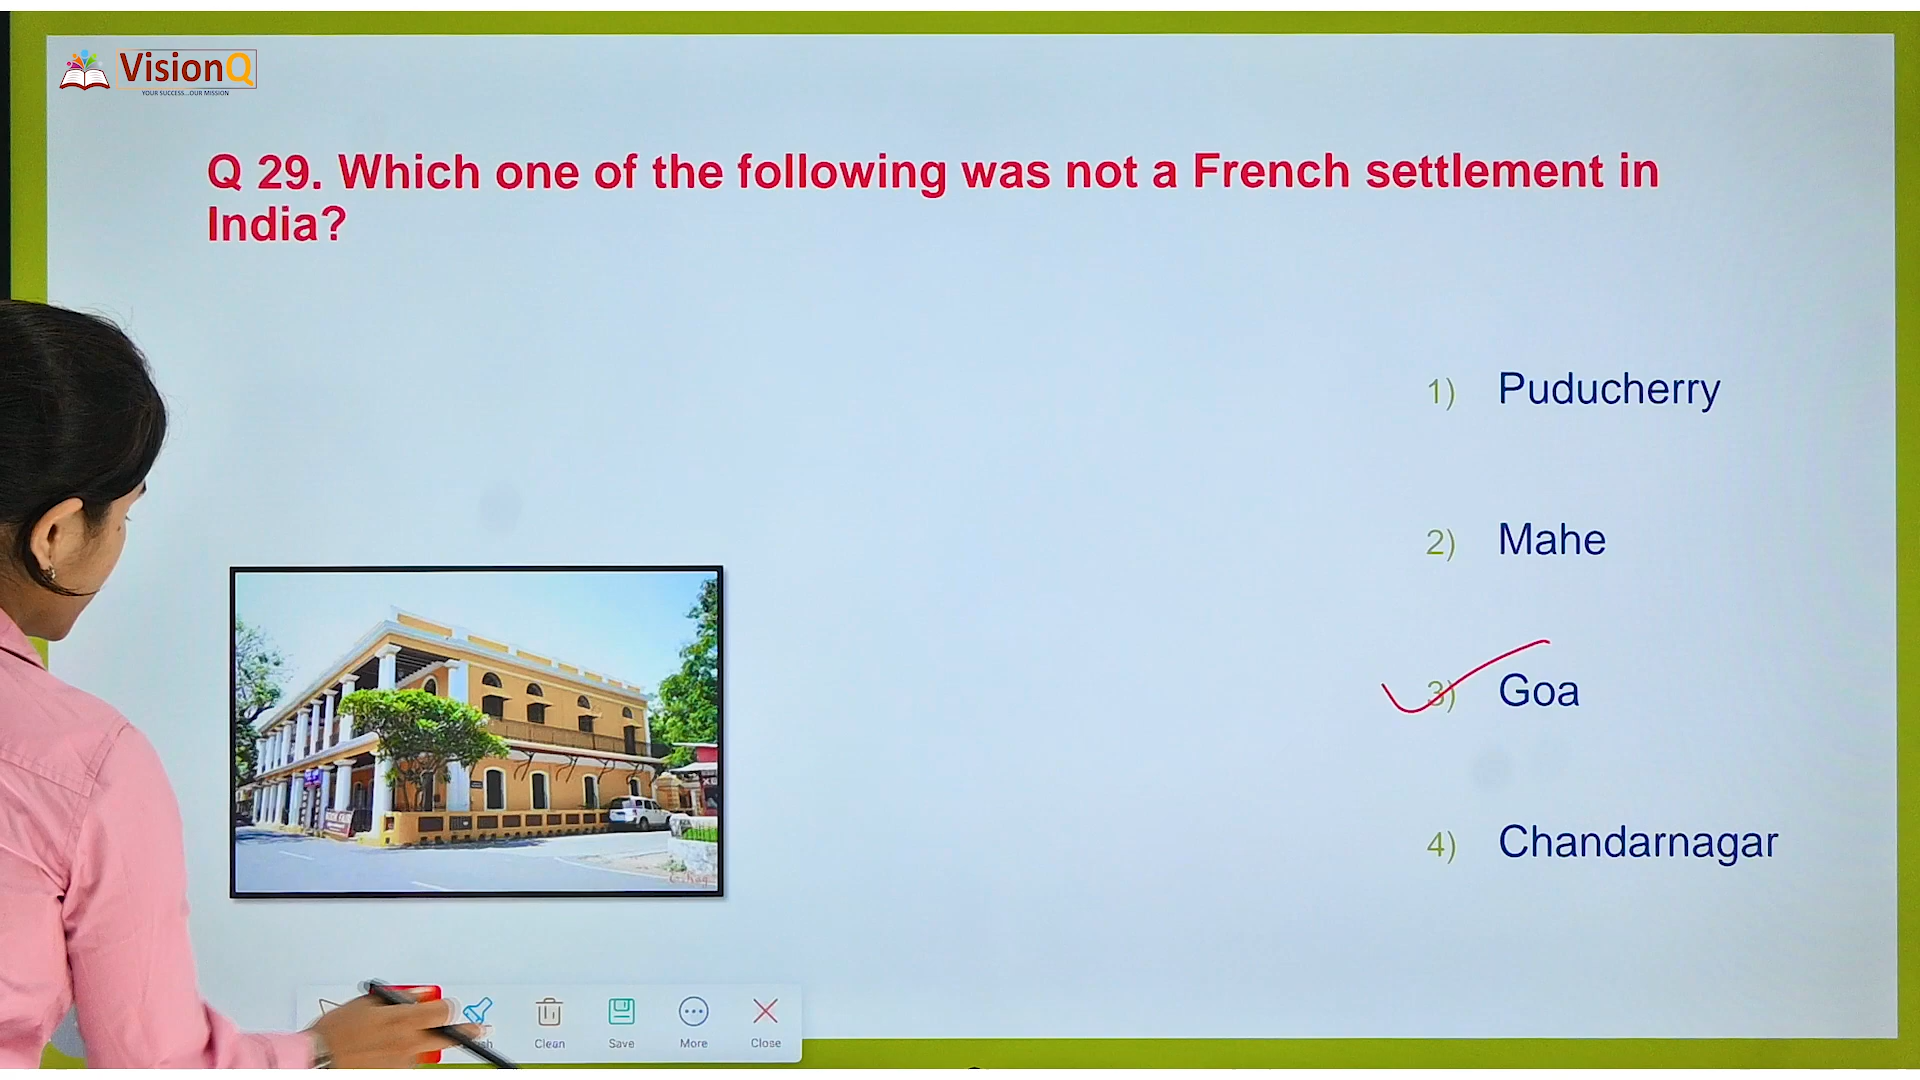 VisionQ
YOUR SUCCESS...OUR MISSION
Q 29. Which one of the following was not a French settlement in
India?
1) Puducherry
2) Mahe
3) Goa
4) Chandarnagar
Clean Save More Close